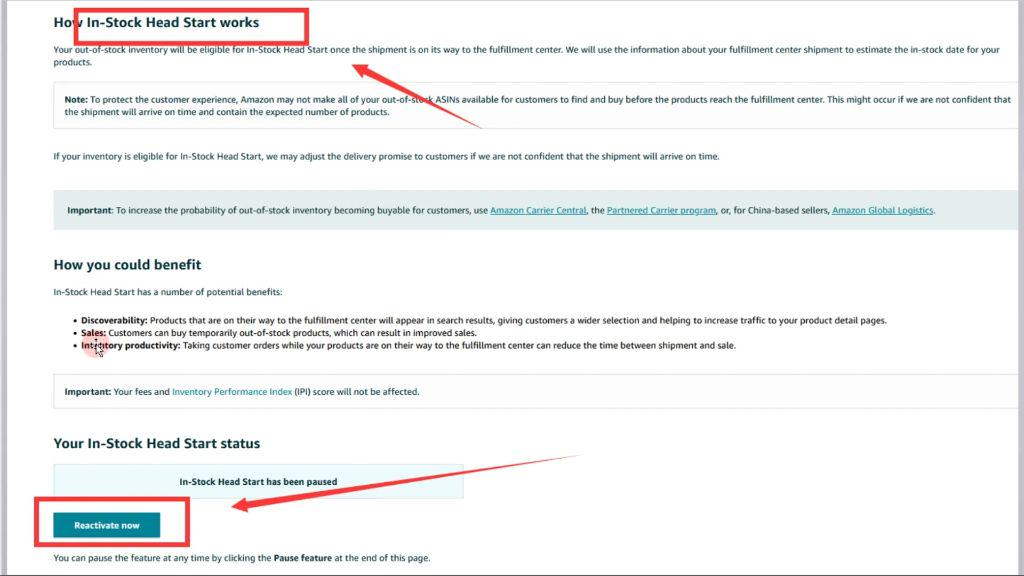 How In-Stock Head Start works
Your out-of-stock inventory will be eligible for In-Stock Head Start once the shipment is on its way to the fulfillment center. We will use the information about your fulfillment center shipment to estimate the in-stock date for your
products.
Note: To protect the customer experience, Amazon may not make all of your out-of-stock ASINs available for customers to find and buy before the products reach the fulfillment center. This might occur if we are not confident that
the shipment will arrive on time and contain the expected number of products.
If your inventory is eligible for In-Stock Head Start, we may adjust the delivery promise to customers if we are not confident that the shipment will arrive on time.
Important: To increase the probability of out-of-stock inventory becoming buyable for customers, use Amazon Carrier Central, the Partnered Carrier program, or, for China-based sellers, Amazon Global Logistics.
How you could benefit
In-Stock Head Start has a number of potential benefits:
• Discoverability: Products that are on their way to the fulfillment center will appear in search results, giving customers a wider selection and helping to increase traffic to your product detail pages.
• Sales: Customers can buy temporarily out-of-stock products, which can result in improved sales.
• Inventory productivity: Taking customer orders while your products are on their way to the fulfillment center can reduce the time between shipment and sale.
Important: Your fees and Inventory Performance Index (IPI) score will not be affected.
Your In-Stock Head Start status
In-Stock Head Start has been paused
Reactivate now
You can pause the feature at any time by clicking the Pause feature at the end of this page.